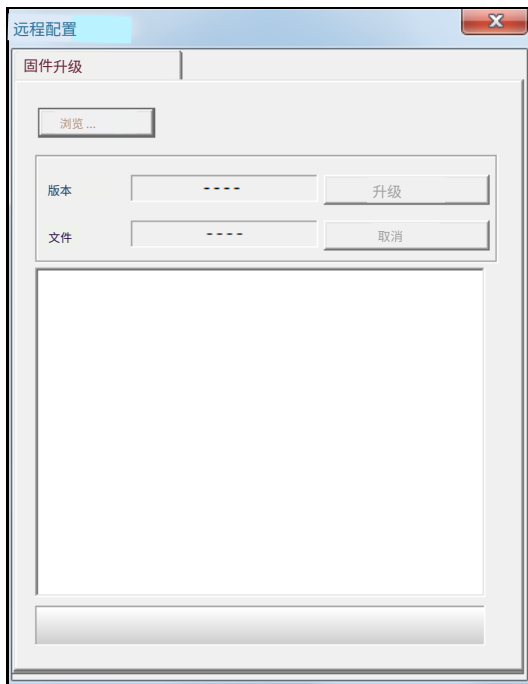 远程配置
固件升级
浏览 ...
版本 ---- 升级
文件 ---- 取消